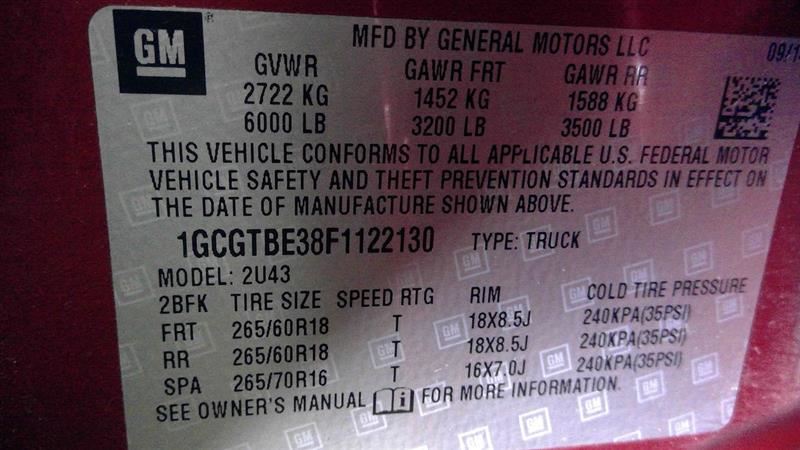 GM
MFD BY GENERAL MOTORS LLC
GVWR GAWR FRT GAWR RR
2722 KG 1452 KG 1588 KG
6000 LB 3200 LB 3500 LB
THIS VEHICLE CONFORMS TO ALL APPLICABLE U.S. FEDERAL MOTOR
VEHICLE SAFETY AND THEFT PREVENTION STANDARDS IN EFFECT ON
THE DATE OF MANUFACTURE SHOWN ABOVE.
1GCGTBE38F1122130 TYPE: TRUCK
MODEL: 2U43
2BFK TIRE SIZE SPEED RTG RIM COLD TIRE PRESSURE
FRT 265/60R18 T 18X8.5J 240KPA(35PSI)
RR 265/60R18 T 18X8.5J 240KPA(35PSI)
SPA 265/70R16 T 16X7.0J 240KPA(35PSI)
SEE OWNER'S MANUAL i FOR MORE INFORMATION.